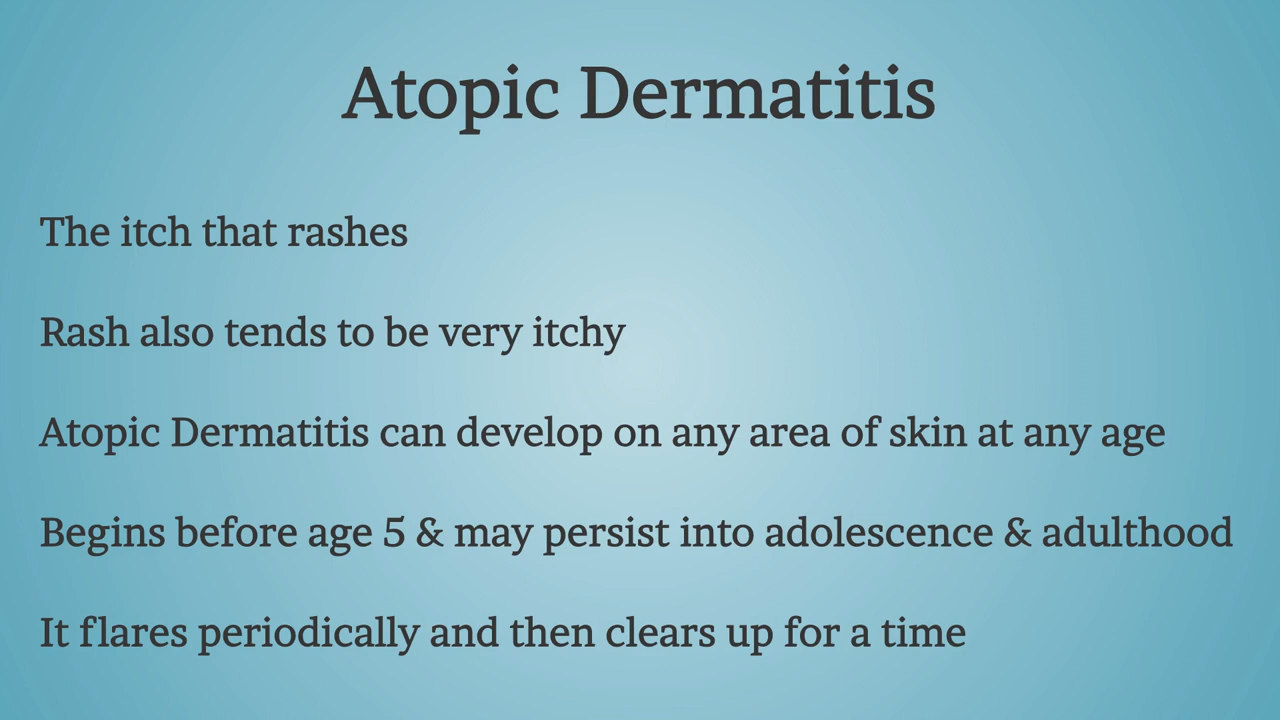 Atopic Dermatitis
The itch that rashes
Rash also tends to be very itchy
Atopic Dermatitis can develop on any area of skin at any age
Begins before age 5 & may persist into adolescence & adulthood
It flares periodically and then clears up for a time